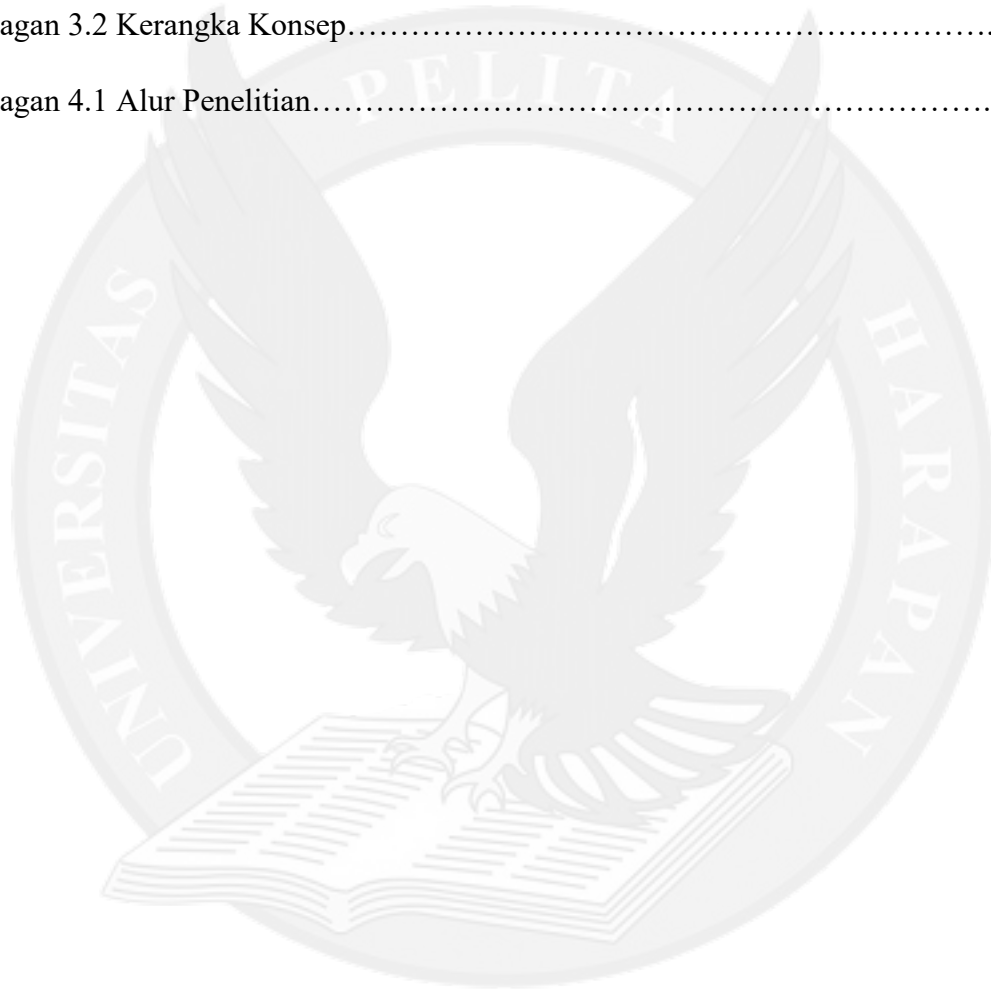 agan 3.2 Kerangka Konsep…………………………………………………….
agan 4.1 Alur Penelitian……………………………………………………….
UNIVERSITAS PELITA HARAPAN